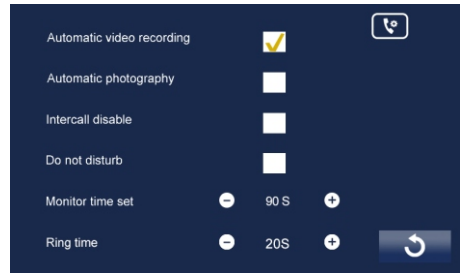 Automatic video recording
Automatic photography
Intercall disable
Do not disturb
Monitor time set 90 S
Ring time 20S